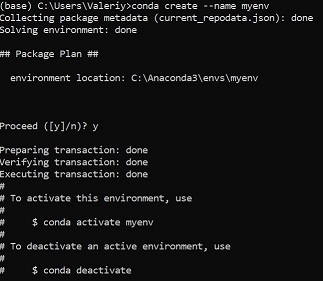 (base) C:\Users\Valeriy>conda create --name myenv
Collecting package metadata (current_repodata.json): done
Solving environment: done
## Package Plan ##
environment location: C:\Anaconda3\envs\myenv
Proceed ([y]/n)? y
Preparing transaction: done
Verifying transaction: done
Executing transaction: done
#
# To activate this environment, use
#
#     $ conda activate myenv
#
# To deactivate an active environment, use
#
#     $ conda deactivate